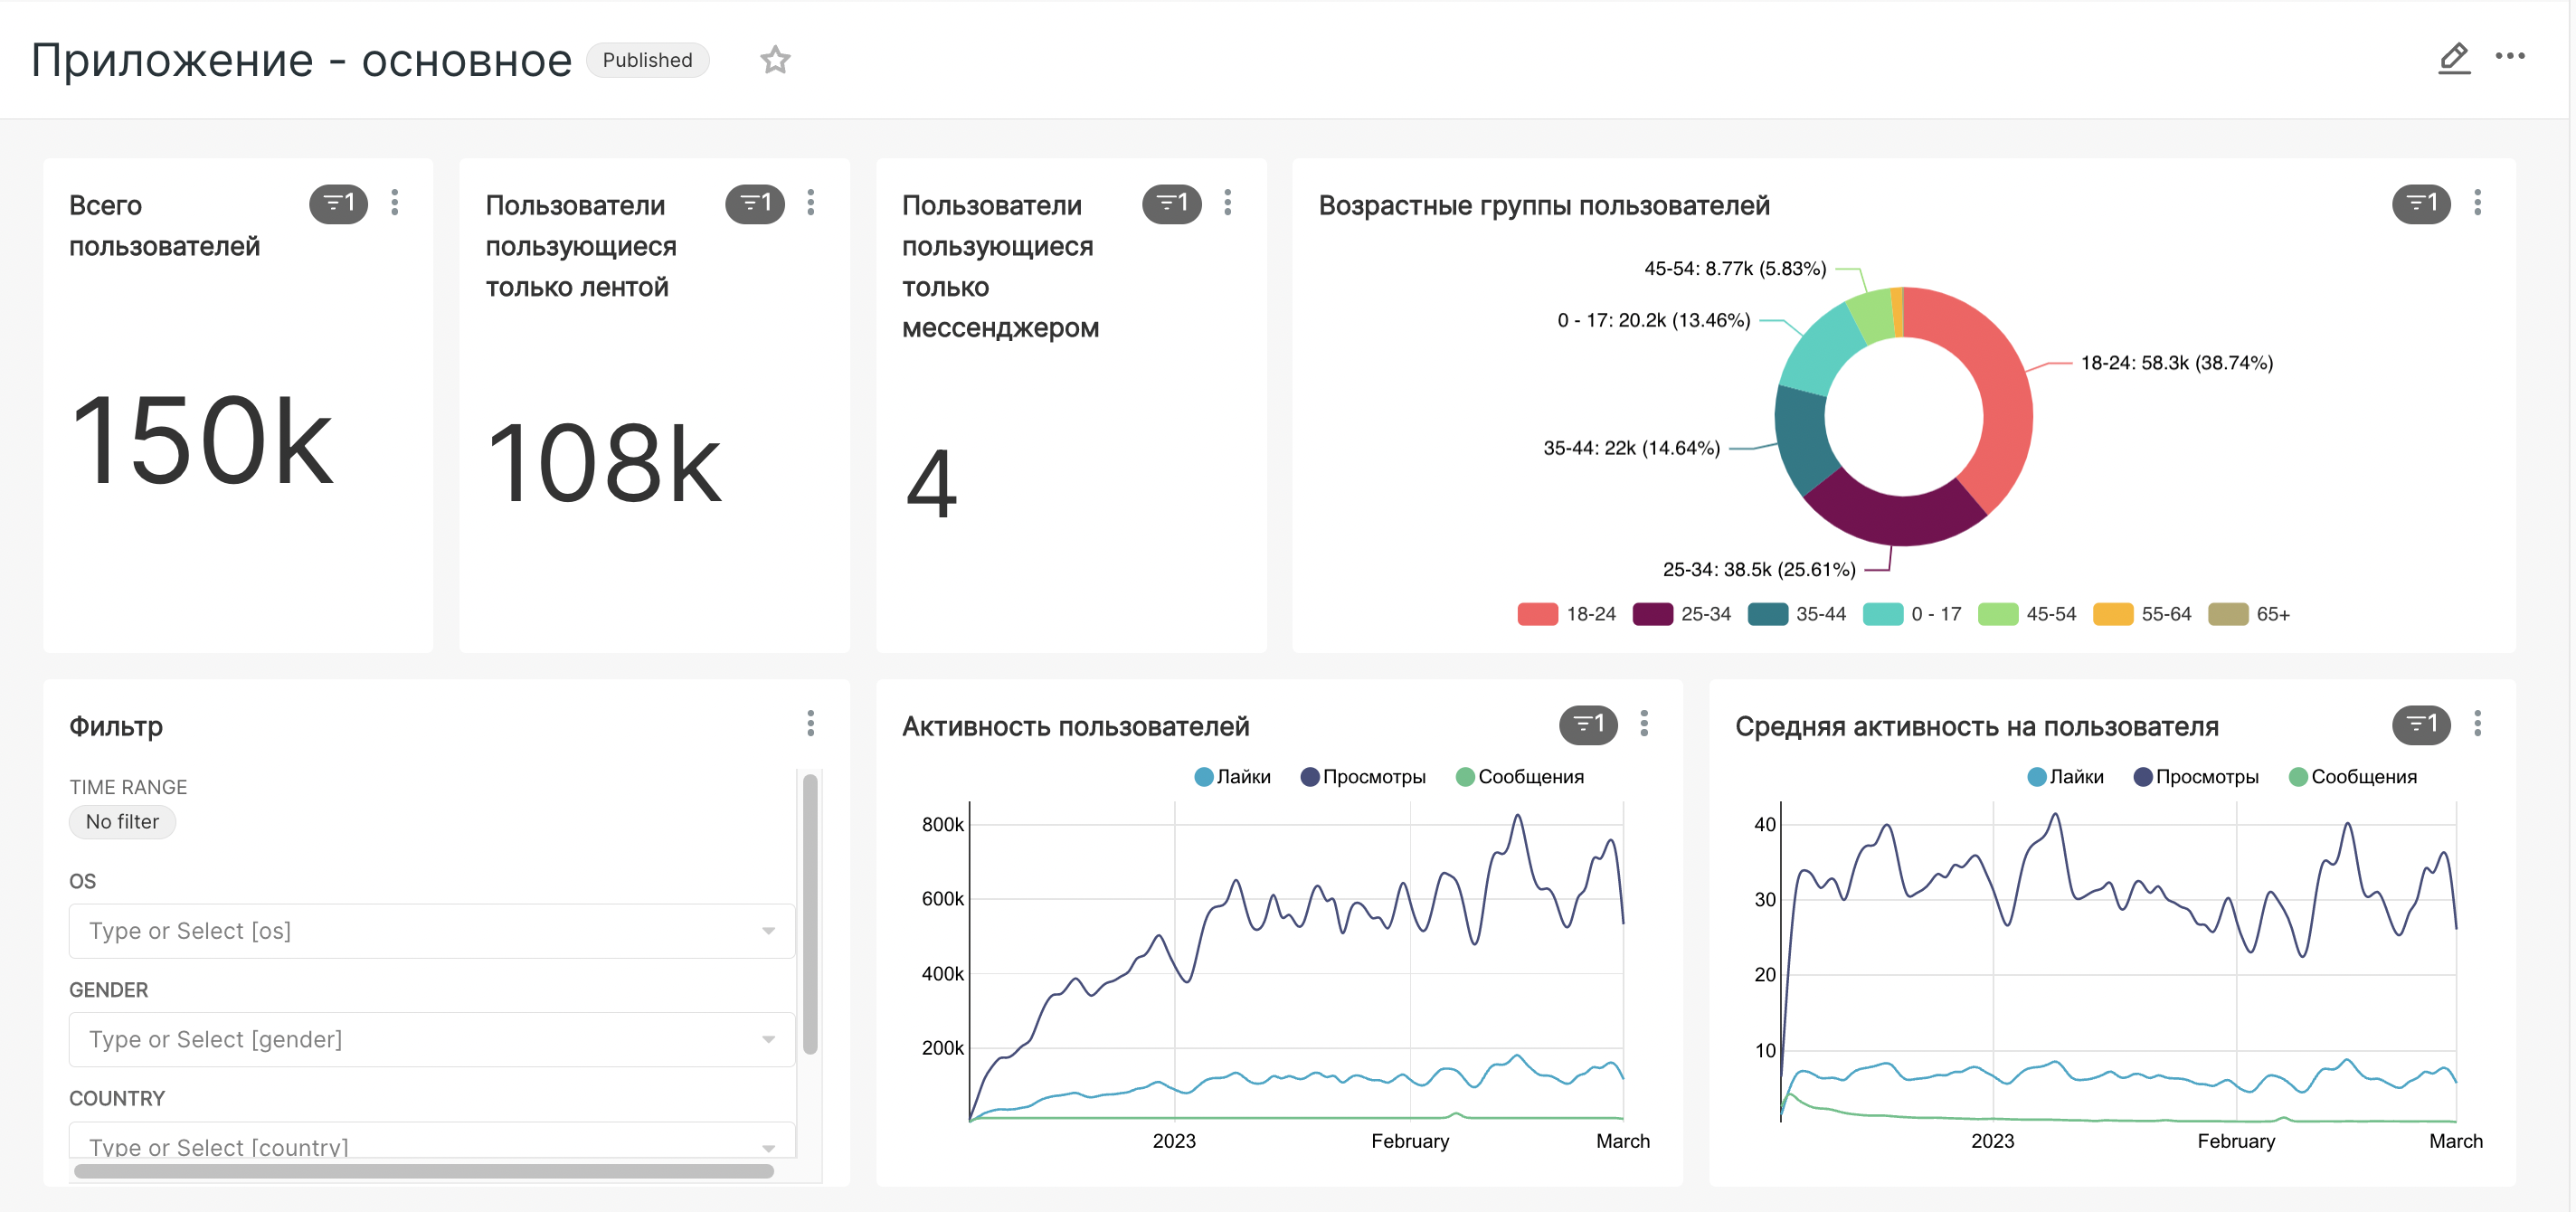 Приложение - основное
Published
Всего
пользователей
1
150k
Пользователи
пользующиеся
только лентой
1
108k
Пользователи
пользующиеся
только
мессенджером
1
4
Возрастные группы пользователей
1
45-54: 8.77k (5.83%)
0 - 17: 20.2k (13.46%)
18-24: 58.3k (38.74%)
35-44: 22k (14.64%)
25-34: 38.5k (25.61%)
18-24 25-34 35-44 0 - 17 45-54 55-64 65+
Фильтр
TIME RANGE
No filter
OS
Type or Select [os]
GENDER
Type or Select [gender]
COUNTRY
Type or Select [country]
Активность пользователей
1
Лайки Просмотры Сообщения
800k
600k
400k
200k
2023 February March
Средняя активность на пользователя
1
Лайки Просмотры Сообщения
40
30
20
10
2023 February March